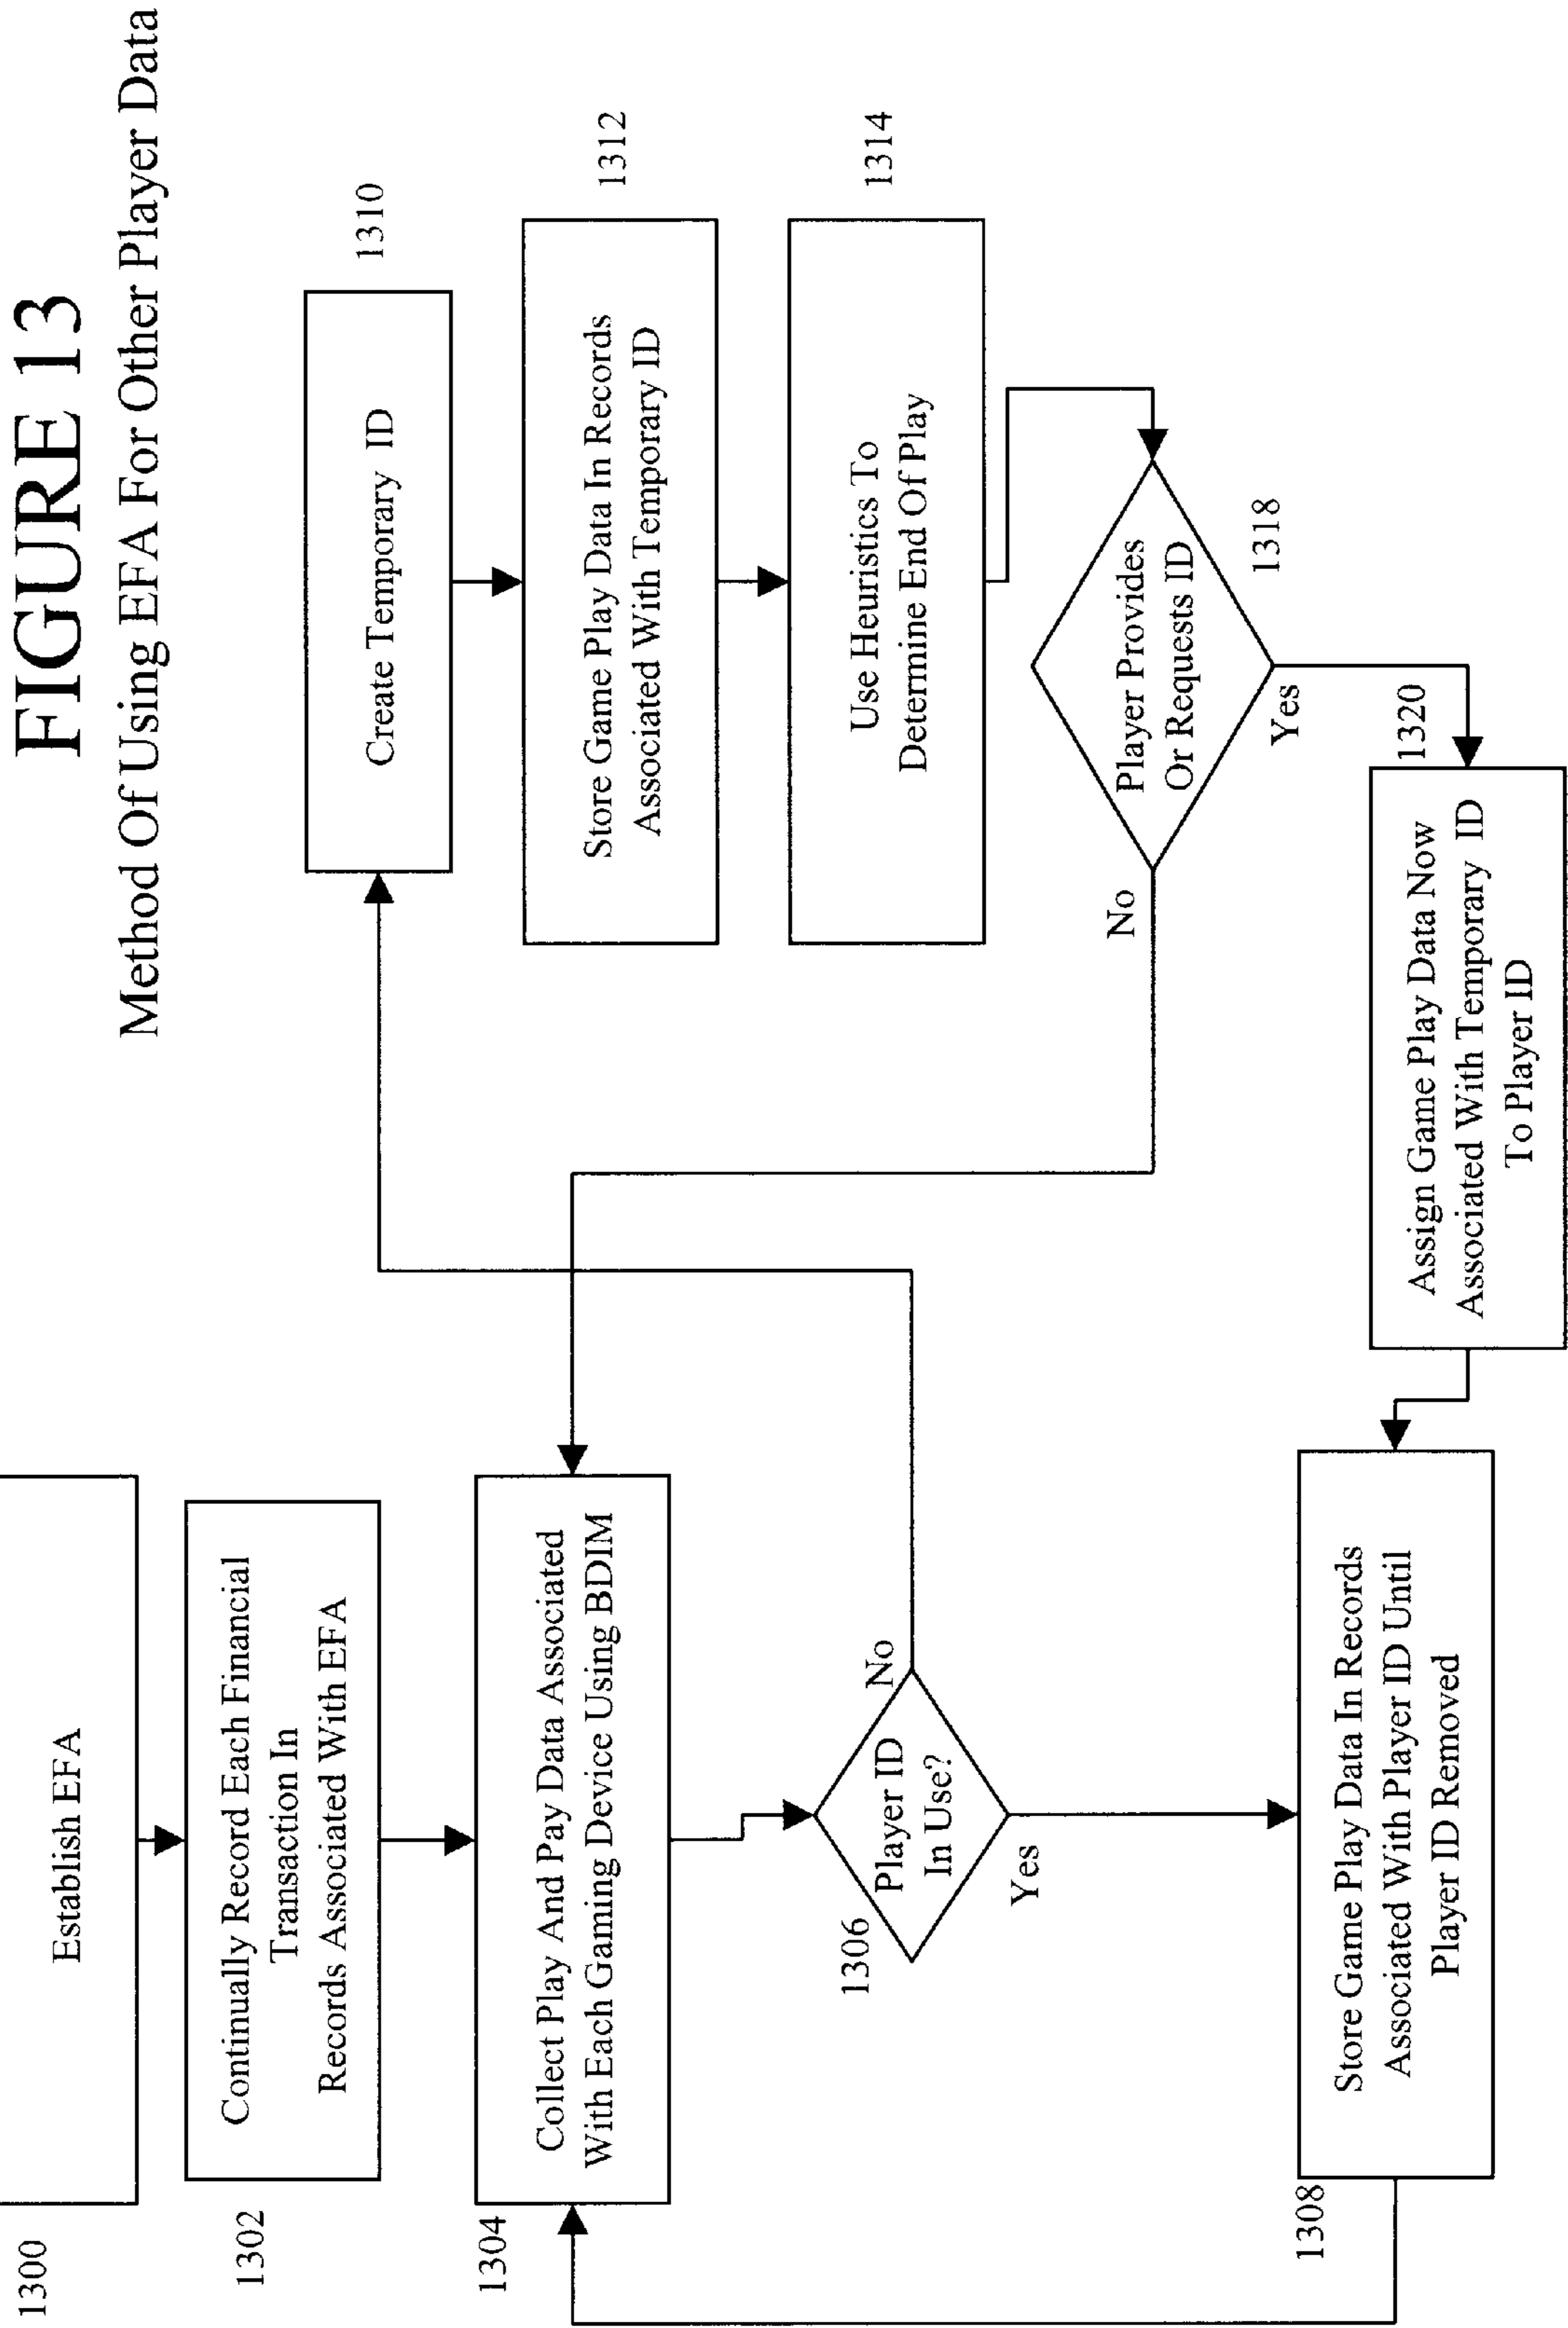 FIGURE 13
Method Of Using EFA For Other Player Data
1300
Establish EFA
1302
Continually Record Each Financial
Transaction In
Records Associated With EFA
1304
Collect Play And Pay Data Associated
With Each Gaming Device Using BDIM
1306
Player ID
In Use?
No
Yes
1308
Store Game Play Data In Records
Associated With Player ID Until
Player ID Removed
1310
Create Temporary ID
1312
Store Game Play Data In Records
Associated With Temporary ID
1314
Use Heuristics To
Determine End Of Play
1318
Player Provides
Or Requests ID
No
Yes
1320
Assign Game Play Data Now
Associated With Temporary ID
To Player ID